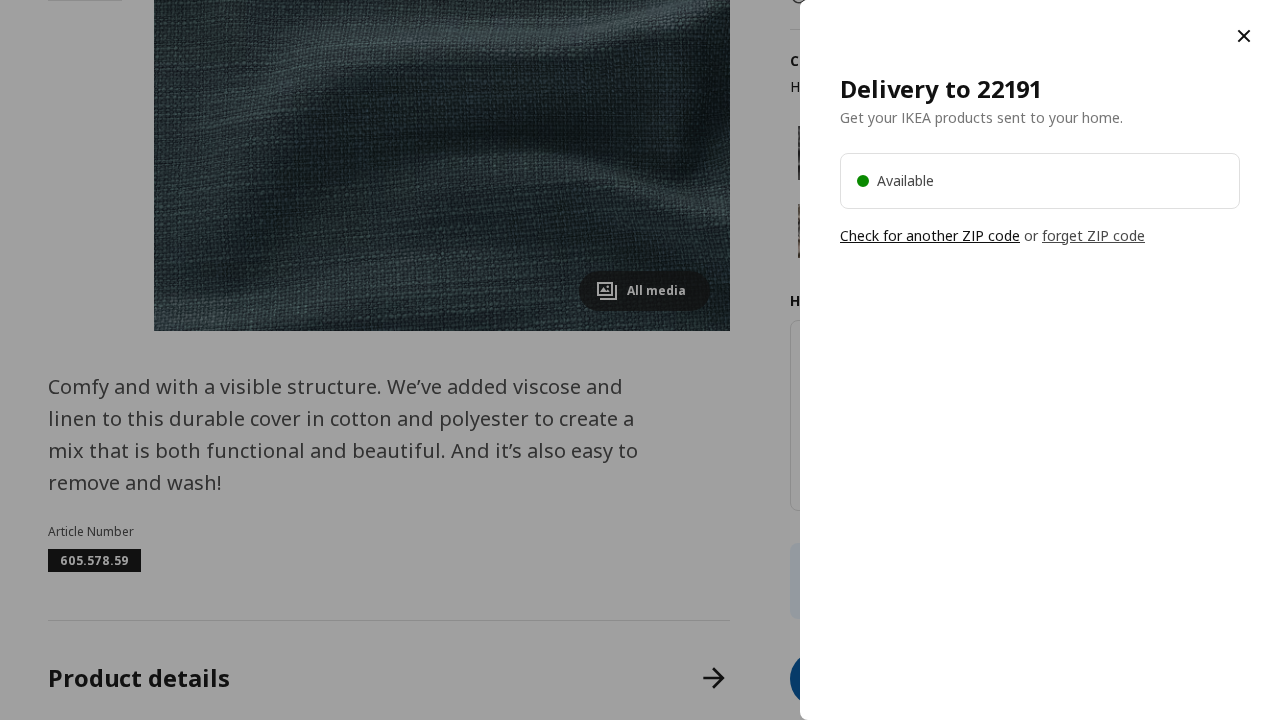 All media
Comfy and with a visible structure. We’ve added viscose and
linen to this durable cover in cotton and polyester to create a
mix that is both functional and beautiful. And it’s also easy to
remove and wash!
Article Number
605.578.59
Product details
Delivery to 22191
Get your IKEA products sent to your home.
Available
Check for another ZIP code or forget ZIP code